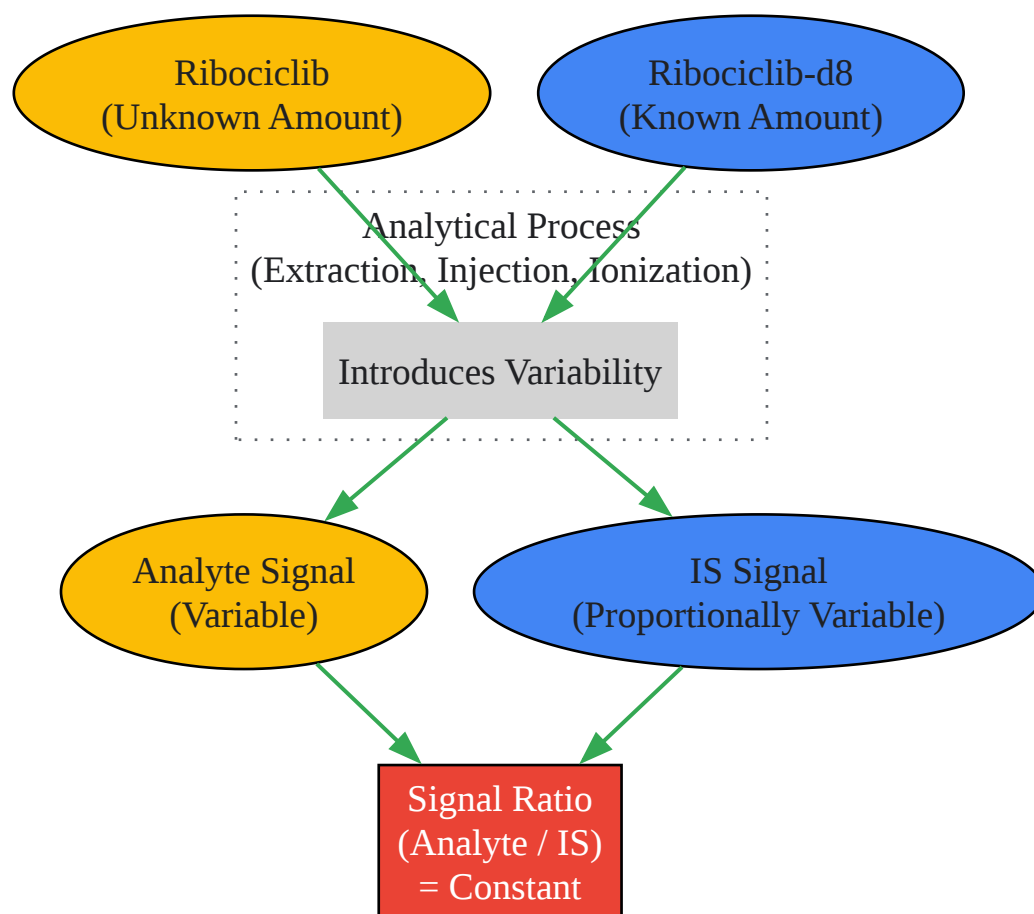 Ribociclib
(Unknown Amount)
Ribociclib-d8
(Known Amount)
Analytical Process
(Extraction, Injection, Ionization)
Introduces Variability
Analyte Signal
(Variable)
IS Signal
(Proportionally Variable)
Signal Ratio
(Analyte / IS)
= Constant